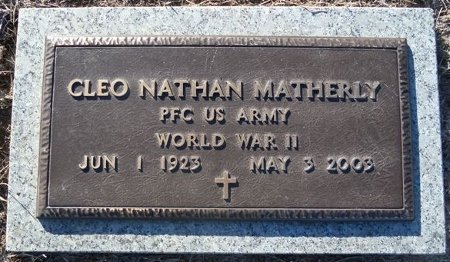 CLEO NATHAN MATHERLY
PFC US ARMY
WORLD WAR II
JUN 1 1923 MAY 3 2003